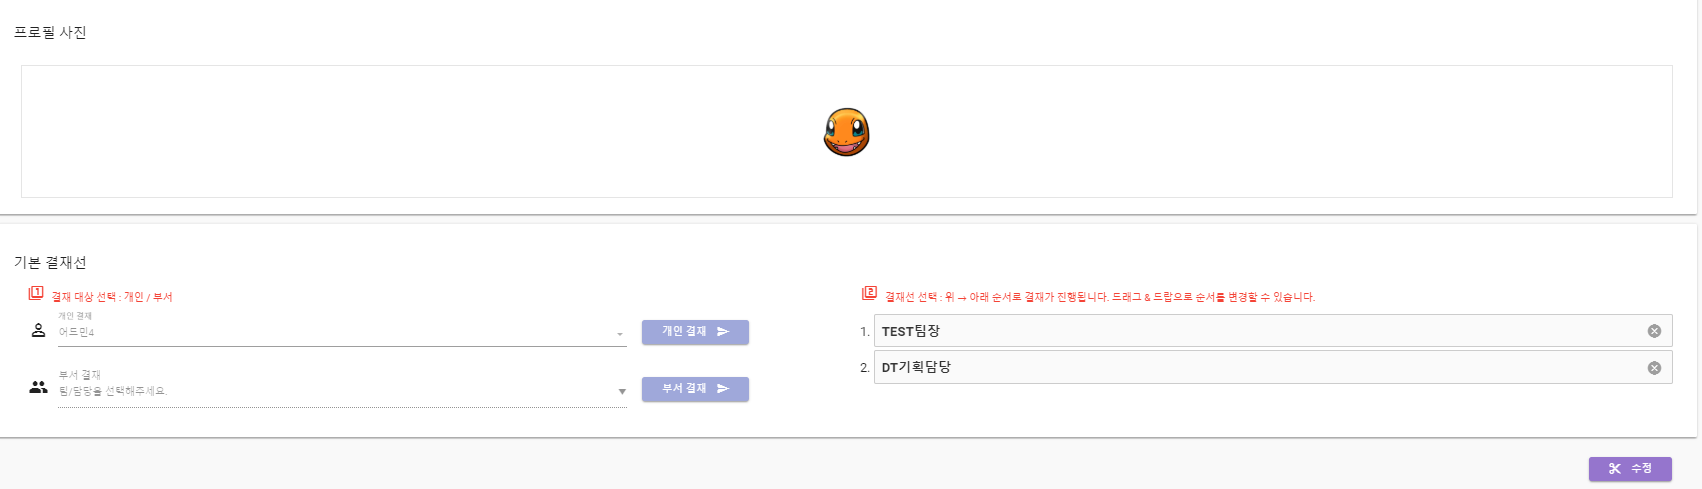 프로필 사진
기본 결재선
1 결재 대상 선택 : 개인 / 부서
개인 결재
어드민4
개인 결재
부서 결재
팀/담당을 선택해주세요.
부서 결재
2 결재선 선택 : 위 → 아래 순서로 결재가 진행됩니다. 드래그 & 드랍으로 순서를 변경할 수 있습니다.
1. TEST팀장
2. DT기획담당
수정